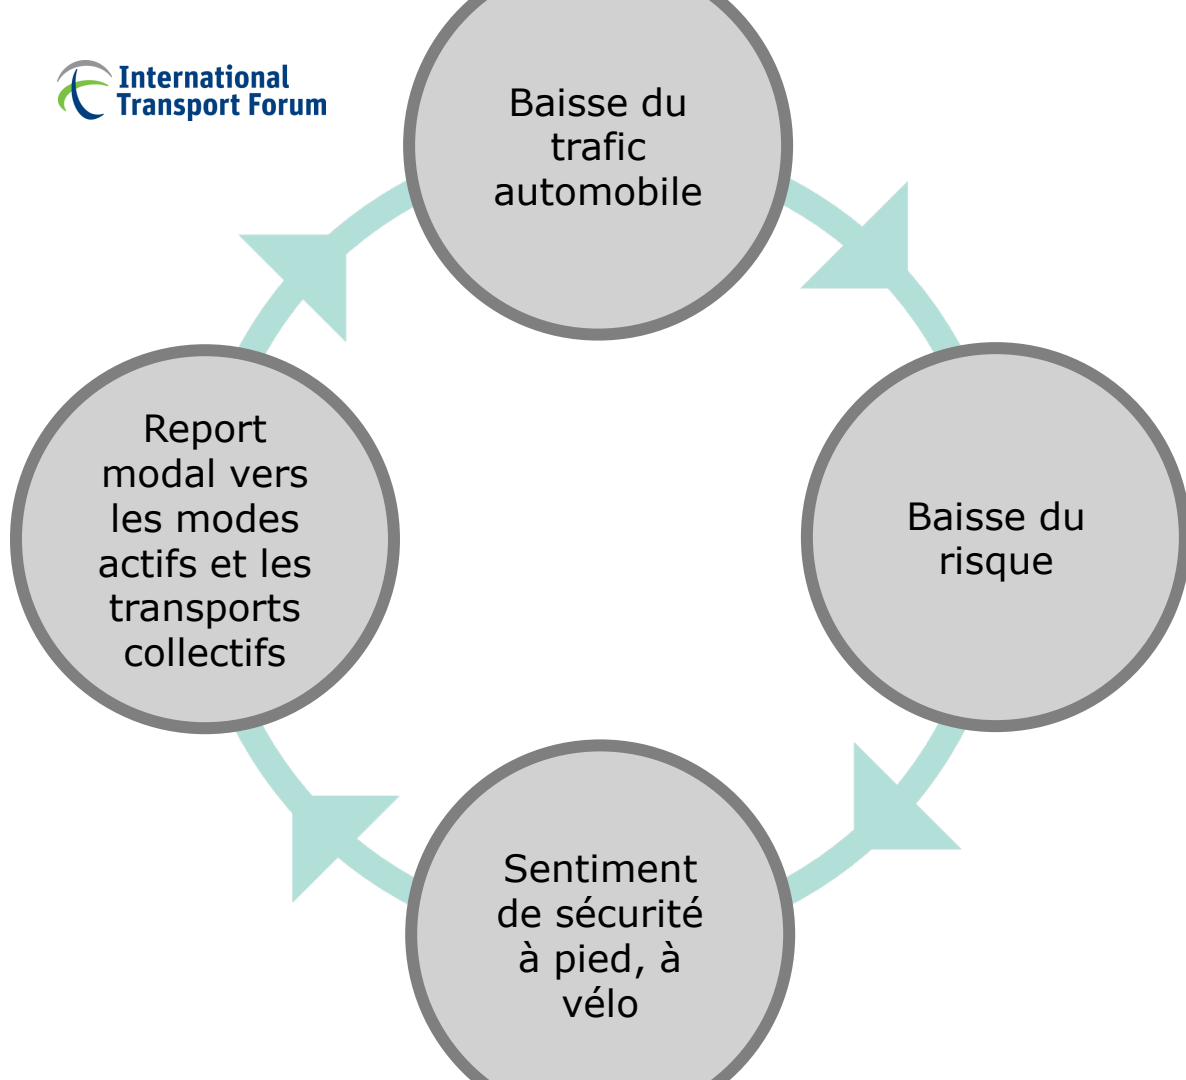 International
Transport Forum
Baisse du
trafic
automobile
Report
modal vers
les modes
actifs et les
transports
collectifs
Baisse du
risque
Sentiment
de sécurité
à pied, à
vélo